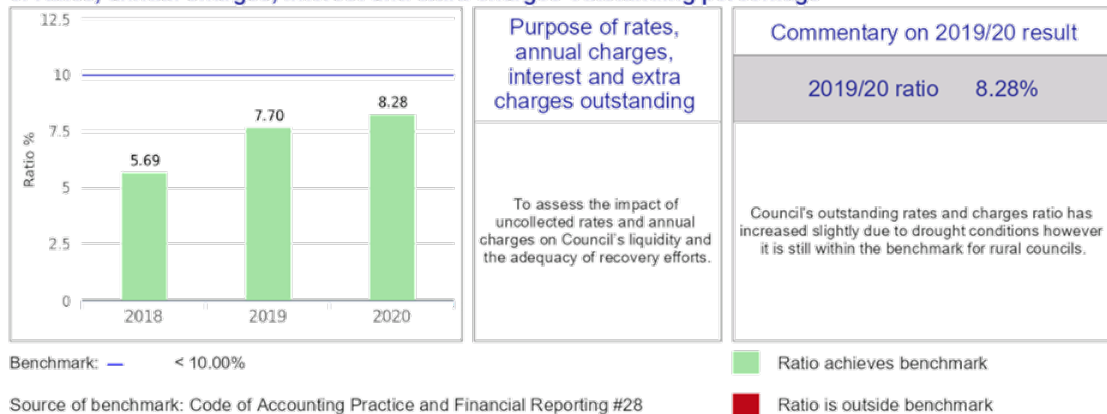 12.5
10
7.5
5
2.5
0
Ratio %
5.69
7.70
8.28
2018
2019
2020
Purpose of rates,
annual charges,
interest and extra
charges outstanding
To assess the impact of
uncollected rates and annual
charges on Council's liquidity and
the adequacy of recovery efforts.
Commentary on 2019/20 result
2019/20 ratio 8.28%
Council's outstanding rates and charges ratio has
increased slightly due to drought conditions however
it is still within the benchmark for rural councils.
Benchmark: — < 10.00%
Source of benchmark: Code of Accounting Practice and Financial Reporting #28
Ratio achieves benchmark
Ratio is outside benchmark